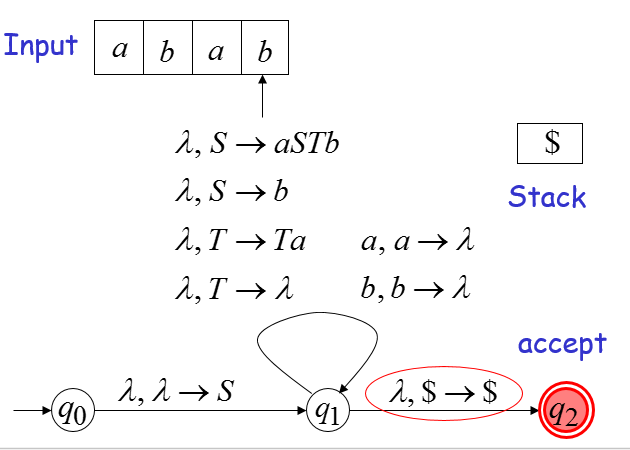 Input a b a b
λ, S → aSTb
$
λ, S → b
Stack
λ, T → Ta a, a → λ
λ, T → λ b, b → λ
accept
λ, λ → S λ, $ → $
q0 q1 q2